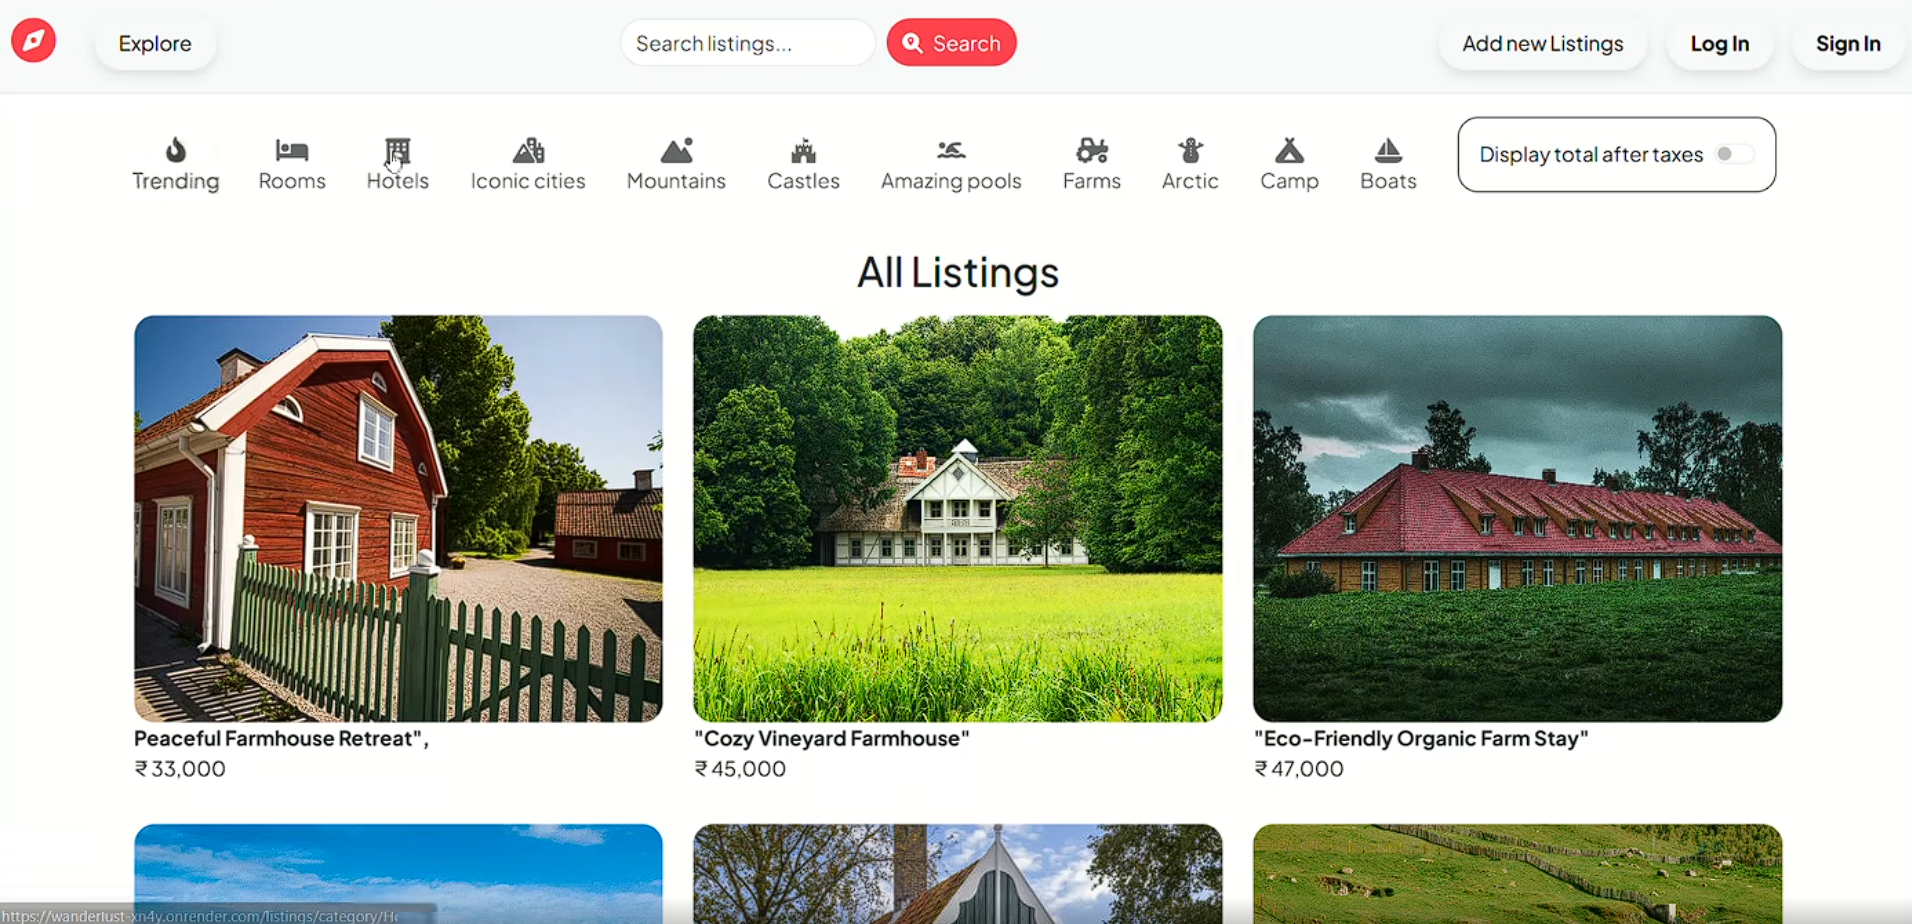 Explore
Search listings...
Search
Add new Listings
Log In
Sign In
Trending
Rooms
Hotels
Iconic cities
Mountains
Castles
Amazing pools
Farms
Arctic
Camp
Boats
Display total after taxes
All Listings
Peaceful Farmhouse Retreat",
₹33,000
"Cozy Vineyard Farmhouse"
₹45,000
"Eco-Friendly Organic Farm Stay"
₹47,000
https://wanderlust-xn4y.onrender.com/listings/category/Ho